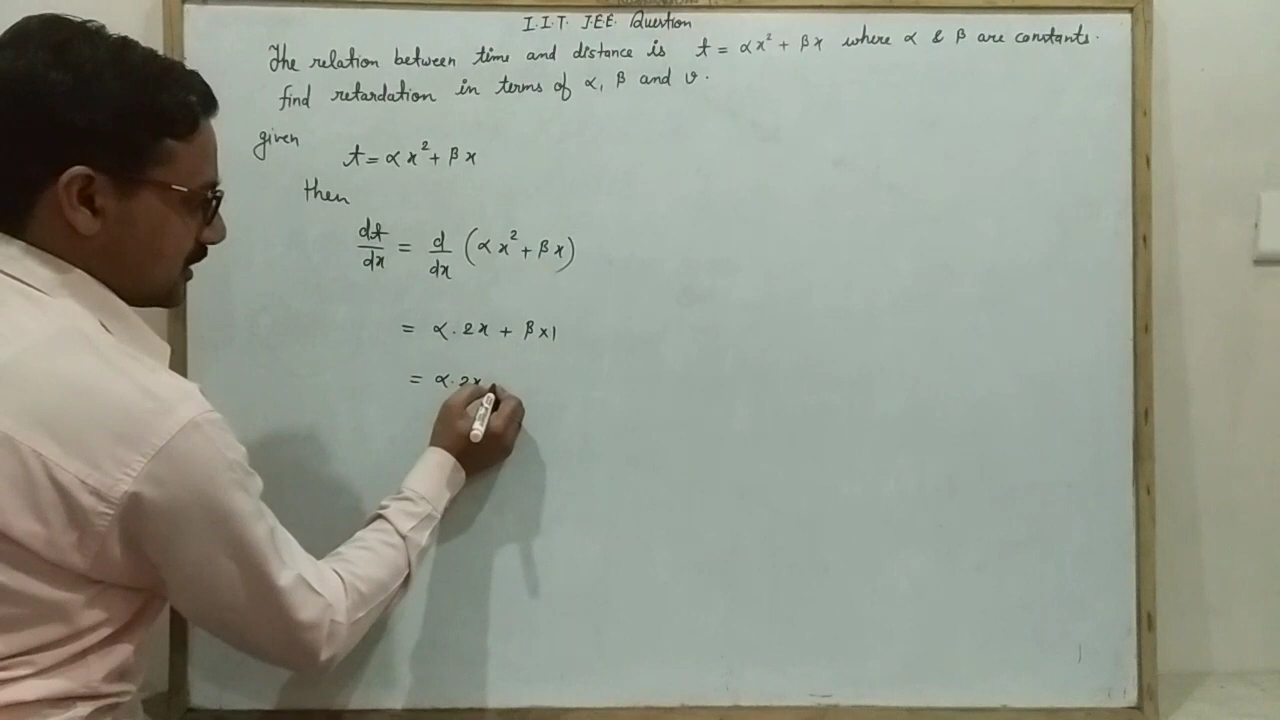 I.I.T. JEE. Question
The relation between time and distance is t = αx² + βx where α & β are constants.
find retardation in terms of α, β and v.
given
t = αx² + βx
then
dt/dx = d/dx (αx² + βx)
= α.2x + β×1
= α.2x